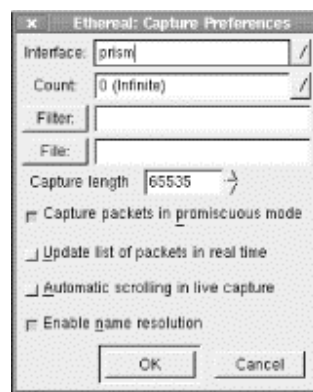 Ethereal: Capture Preferences
Interface: prism
Count: 0 (Infinite)
Filter:
File:
Capture length 65535
Capture packets in promiscuous mode
Update list of packets in real time
Automatic scrolling in live capture
Enable name resolution
OK Cancel